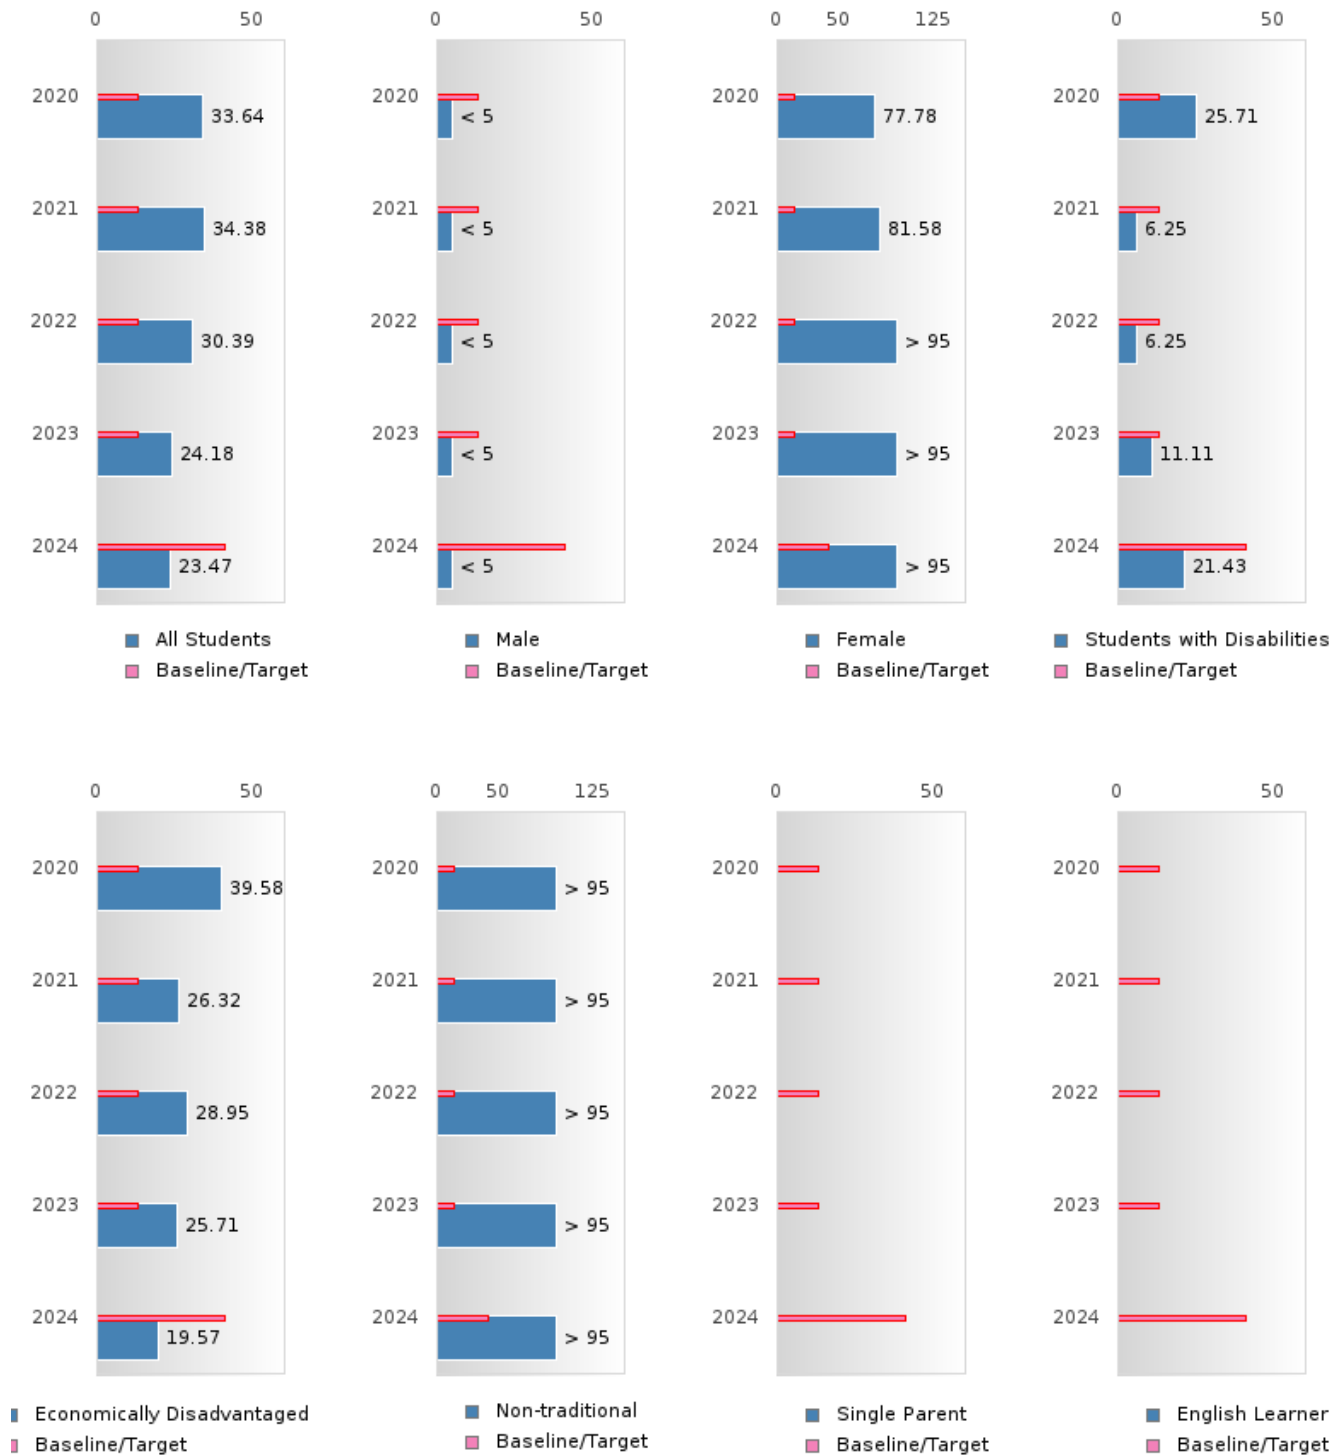 0 50 0 50 0 50 125 0 50
2020 33.64 2020 < 5 2020 77.78 2020 25.71
2021 34.38 2021 < 5 2021 81.58 2021 6.25
2022 30.39 2022 < 5 2022 > 95 2022 6.25
2023 24.18 2023 < 5 2023 > 95 2023 11.11
2024 23.47 2024 < 5 2024 > 95 2024 21.43
All Students Male Female Students with Disabilities
Baseline/Target Baseline/Target Baseline/Target Baseline/Target
0 50 0 50 125 0 50 0 50
2020 39.58 2020 > 95 2020 2020
2021 26.32 2021 > 95 2021 2021
2022 28.95 2022 > 95 2022 2022
2023 25.71 2023 > 95 2023 2023
2024 19.57 2024 > 95 2024 2024
Economically Disadvantaged Non-traditional Single Parent English Learner
Baseline/Target Baseline/Target Baseline/Target Baseline/Target